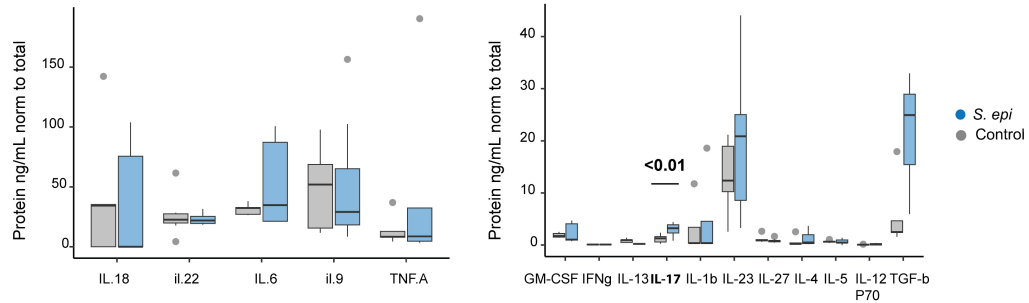 Protein ng/mL norm to total
150
100
50
0
IL.18 il.22 IL.6 il.9 TNF.A
Protein ng/mL norm to total
40
30
20
10
0
<0.01
GM-CSF IFNg IL-13 IL-17 IL-1b IL-23 IL-27 IL-4 IL-5 IL-12 TGF-b
P70
S. epi
Control